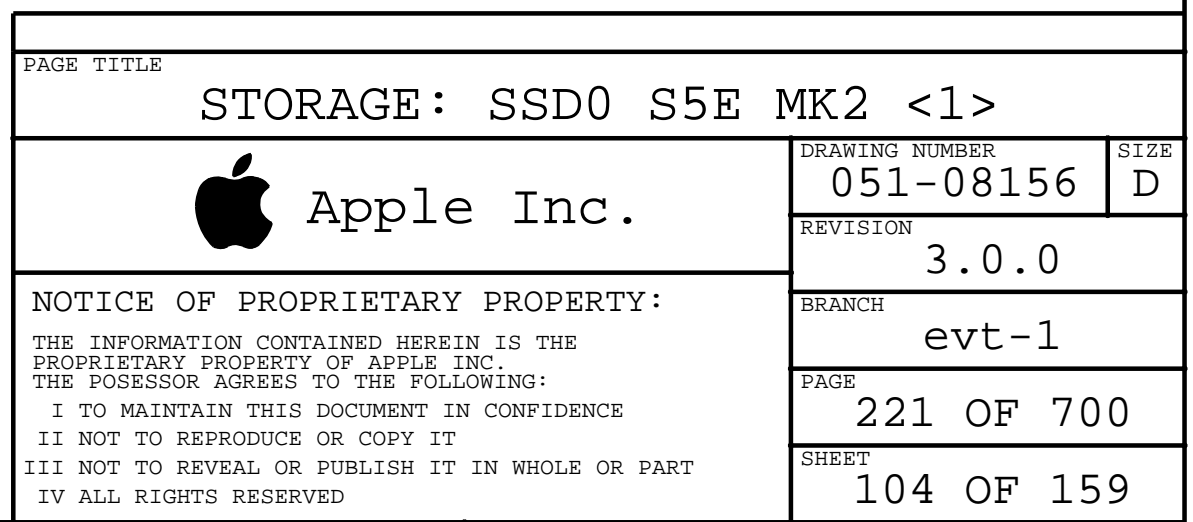 PAGE TITLE
STORAGE: SSD0 S5E MK2 <1>
Apple Inc.
DRAWING NUMBER
051-08156
SIZE
D
REVISION
3.0.0
BRANCH
evt-1
PAGE
221 OF 700
SHEET
104 OF 159
NOTICE OF PROPRIETARY PROPERTY:
THE INFORMATION CONTAINED HEREIN IS THE
PROPRIETARY PROPERTY OF APPLE INC.
THE POSESSOR AGREES TO THE FOLLOWING:
I TO MAINTAIN THIS DOCUMENT IN CONFIDENCE
II NOT TO REPRODUCE OR COPY IT
III NOT TO REVEAL OR PUBLISH IT IN WHOLE OR PART
IV ALL RIGHTS RESERVED